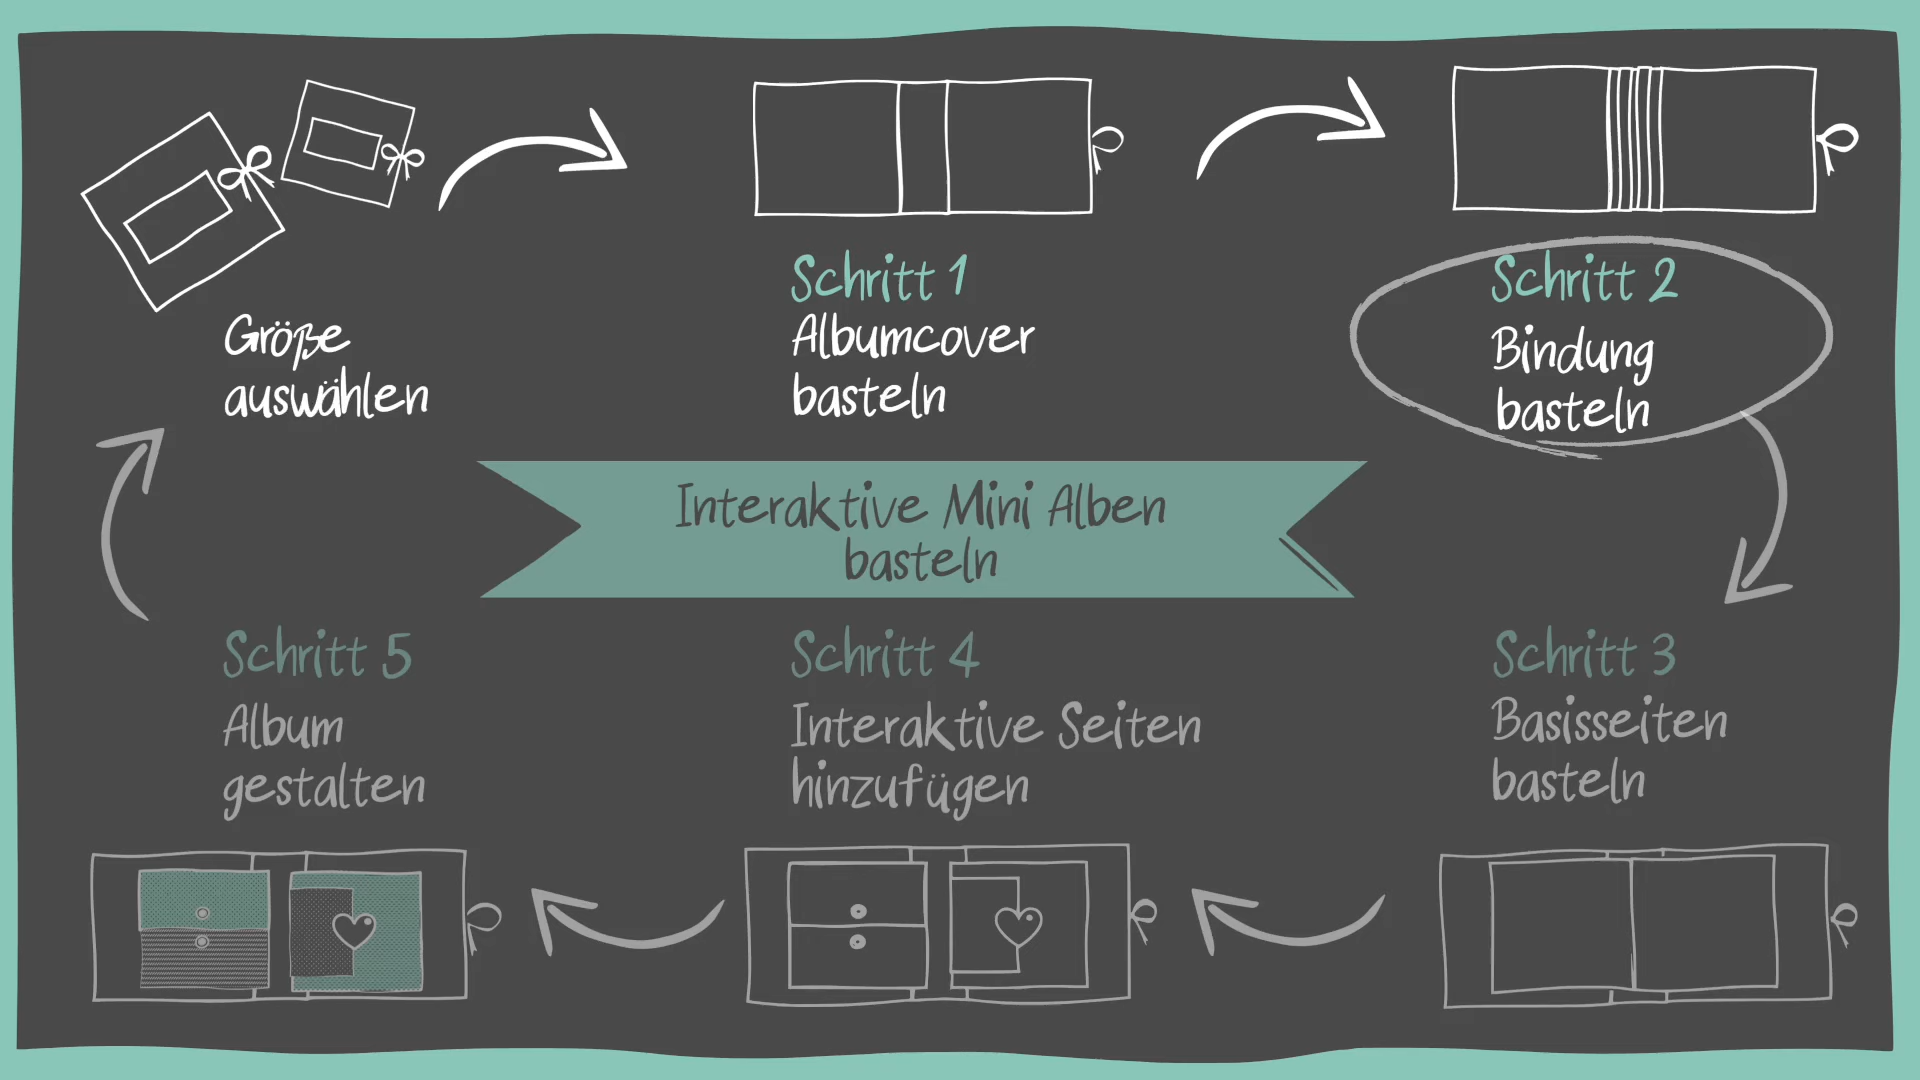 Größe
auswählen
Schritt 1
Albumcover
basteln
Schritt 2
Bindung
basteln
Interaktive Mini Alben
basteln
Schritt 5
Album
gestalten
Schritt 4
Interaktive Seiten
hinzufügen
Schritt 3
Basisseiten
basteln